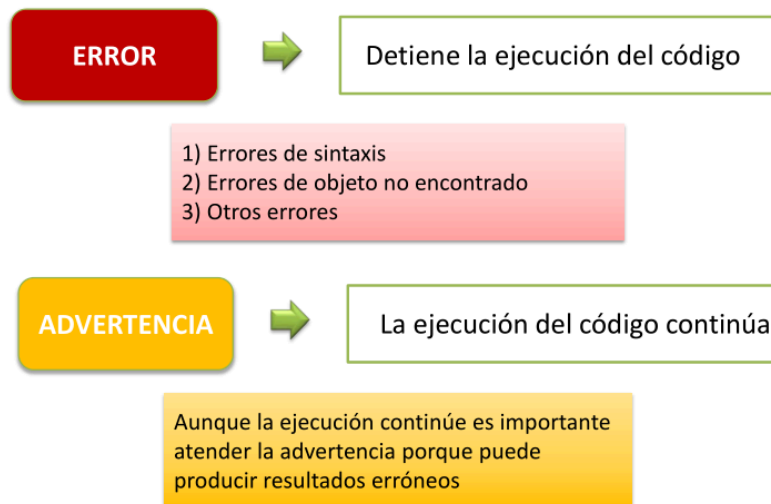 ERROR
Detiene la ejecución del código
1) Errores de sintaxis
2) Errores de objeto no encontrado
3) Otros errores
ADVERTENCIA
La ejecución del código continúa
Aunque la ejecución continúe es importante
atender la advertencia porque puede
producir resultados erróneos